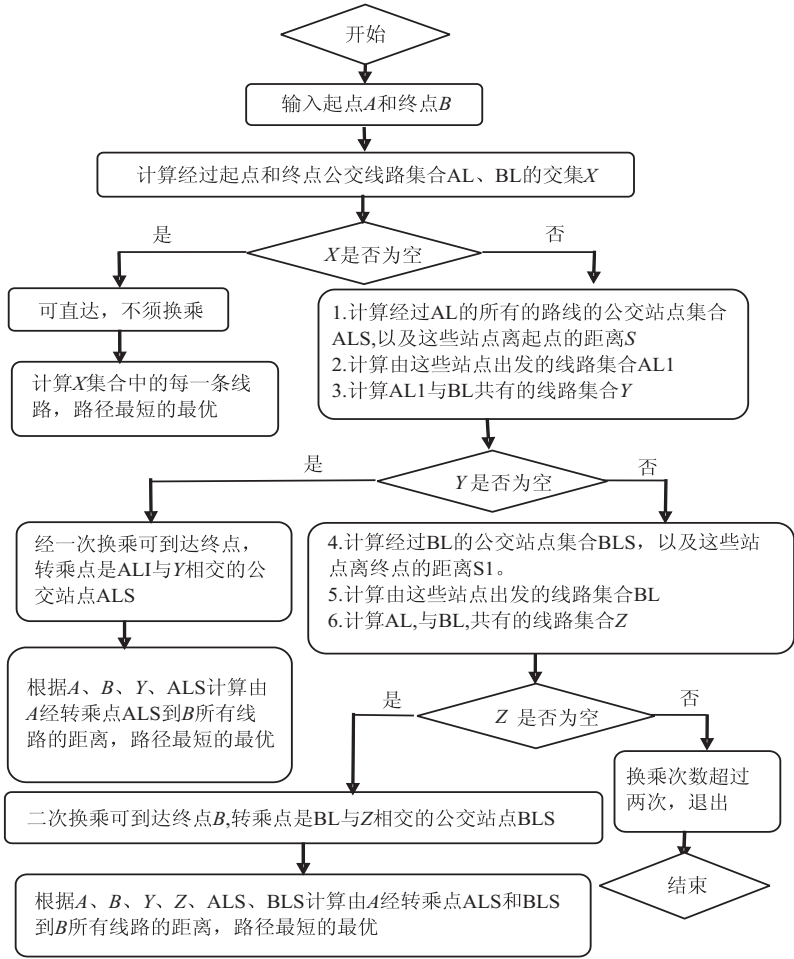 开始
输入起点A和终点B
计算经过起点和终点公交线路集合AL、BL的交集X
是
X是否为空
否
可直达，不须换乘
计算X集合中的每一条线
路，路径最短的最优
1.计算经过AL的所有的路线的公交站点集合
ALS,以及这些站点离起点的距离S
2.计算由这些站点出发的线路集合AL1
3.计算AL1与BL共有的线路集合Y
是
Y是否为空
否
经一次换乘可到达终点，
转乘点是ALI与Y相交的公
交站点ALS
根据A、B、Y、ALS计算由
A经转乘点ALS到B所有线
路的距离，路径最短的最优
4.计算经过BL的公交站点集合BLS，以及这些站
点离终点的距离S1。
5.计算由这些站点出发的线路集合BL
6.计算AL,与BL,共有的线路集合Z
是
Z 是否为空
否
二次换乘可到达终点B,转乘点是BL与Z相交的公交站点BLS
根据A、B、Y、Z、ALS、BLS计算由A经转乘点ALS和BLS
到B所有线路的距离，路径最短的最优
换乘次数超过
两次，退出
结束